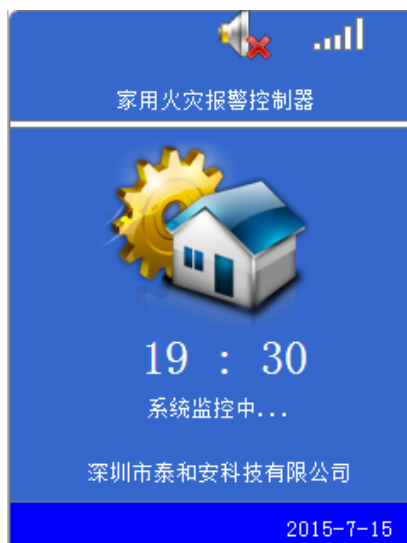 家用火灾报警控制器
19 : 30
系统监控中...
深圳市泰和安科技有限公司
2015-7-15